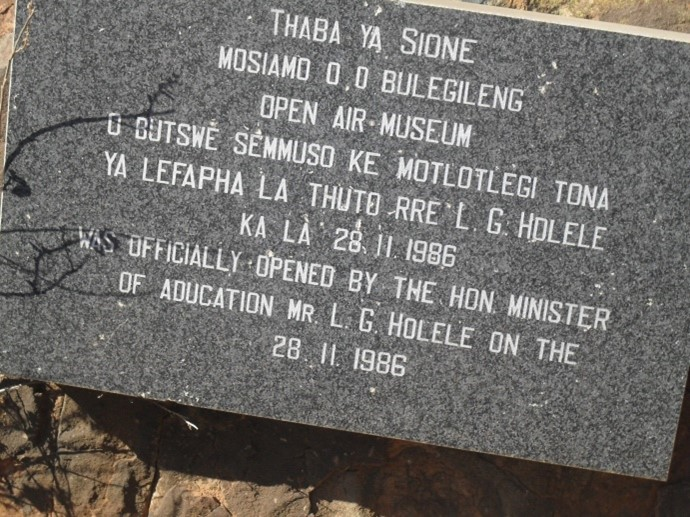 THABA YA SIONE
MOSIAMO O,O BULEGILENG
OPEN AIR MUSEUM
O BUTSWE SEMMUSO KE MOTLOTLEGI TONA
YA LEFAPHA LA THUTO RRE L. G. HOLELE
KA LA 28.11.1986
WAS OFFICIALLY OPENED BY THE HON. MINISTER
OF ADUCATION MR. L. G. HOLELE ON THE
28.11.1986